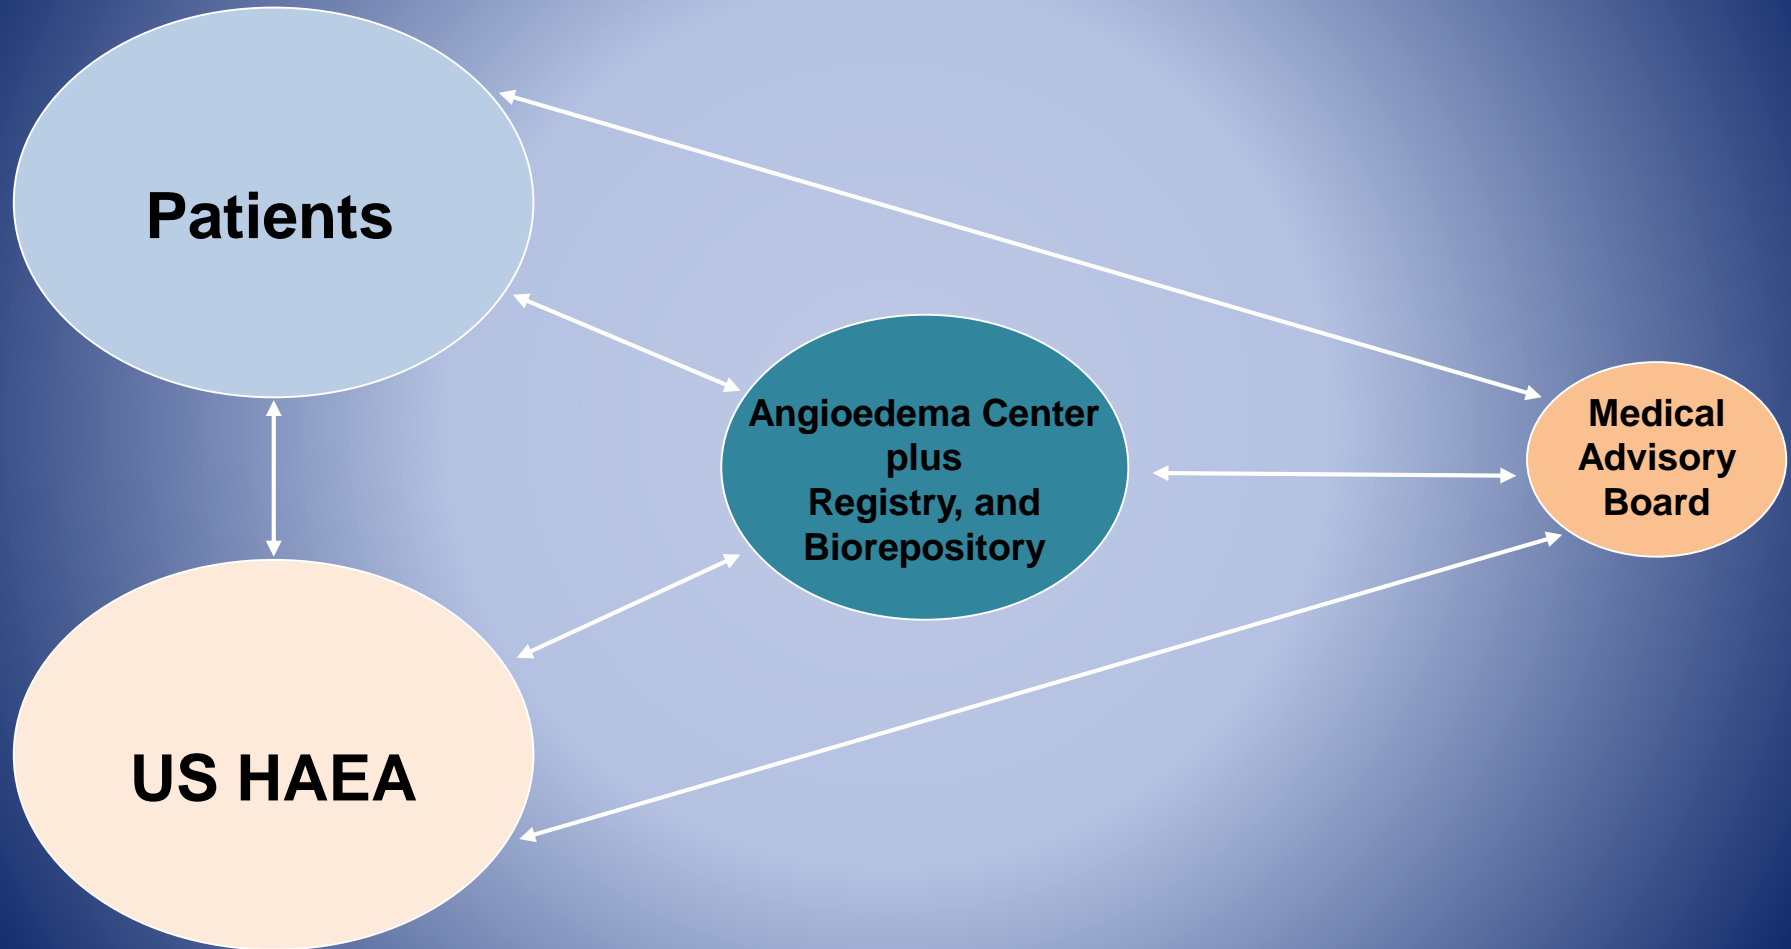 Patients
Angioedema Center
plus
Registry, and
Biorepository
Medical
Advisory
Board
US HAEA